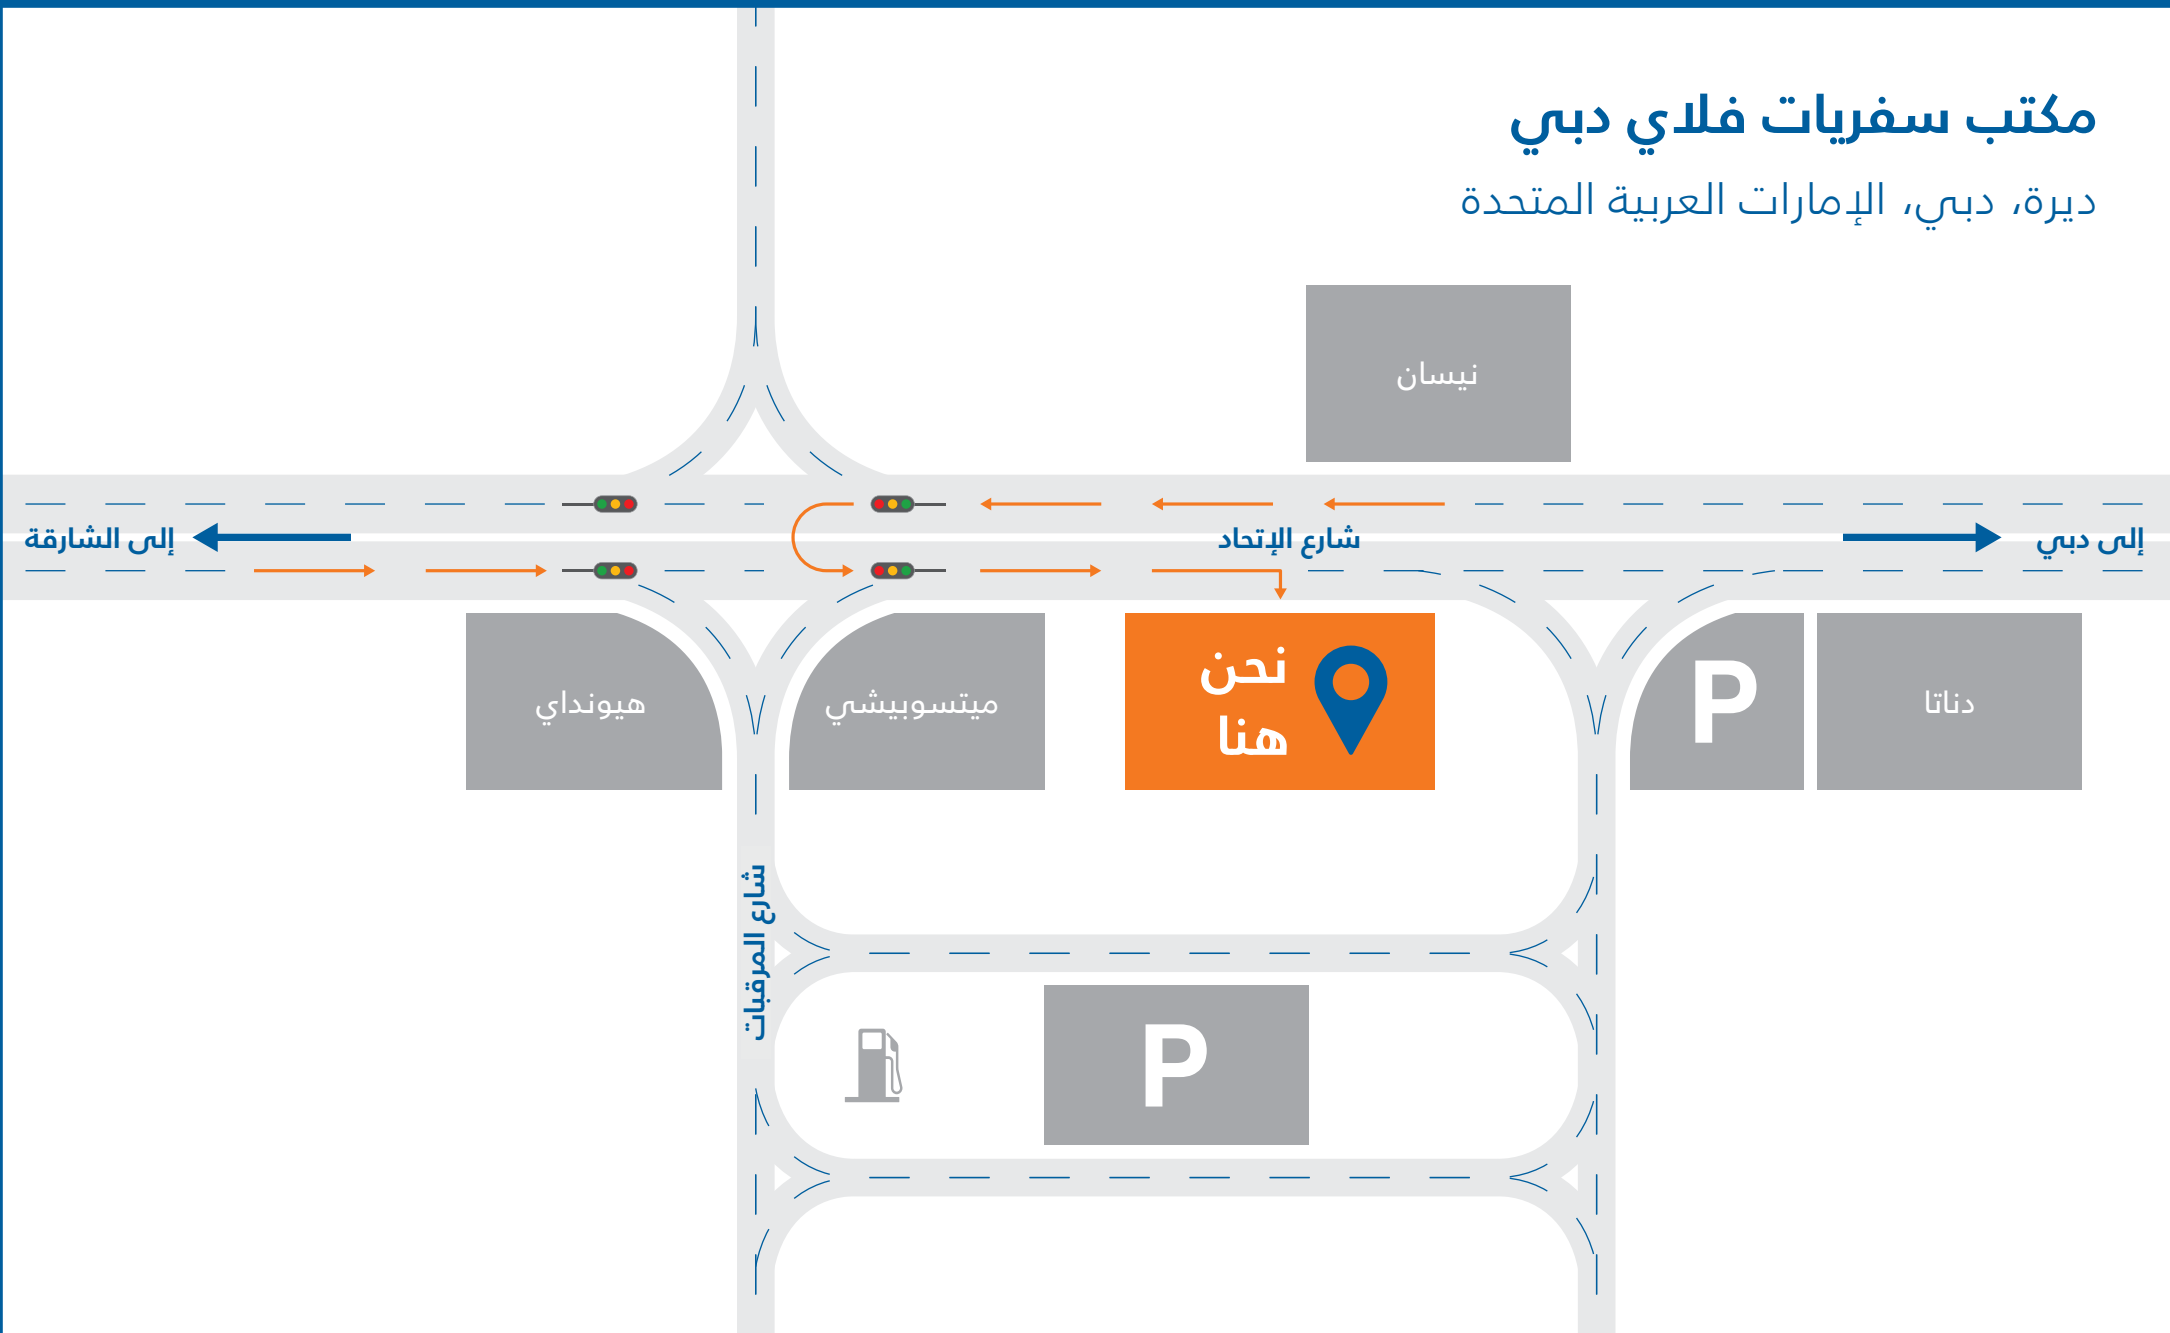 مكتب سفريات فلاي دبي
ديرة، دبي، الإمارات العربية المتحدة
نيسان
إلى دبي
شارع الإتحاد
إلى الشارقة
دناتا
P
نحن
هنا
ميتسوبيشي
هيونداي
شارع المرقبات
P